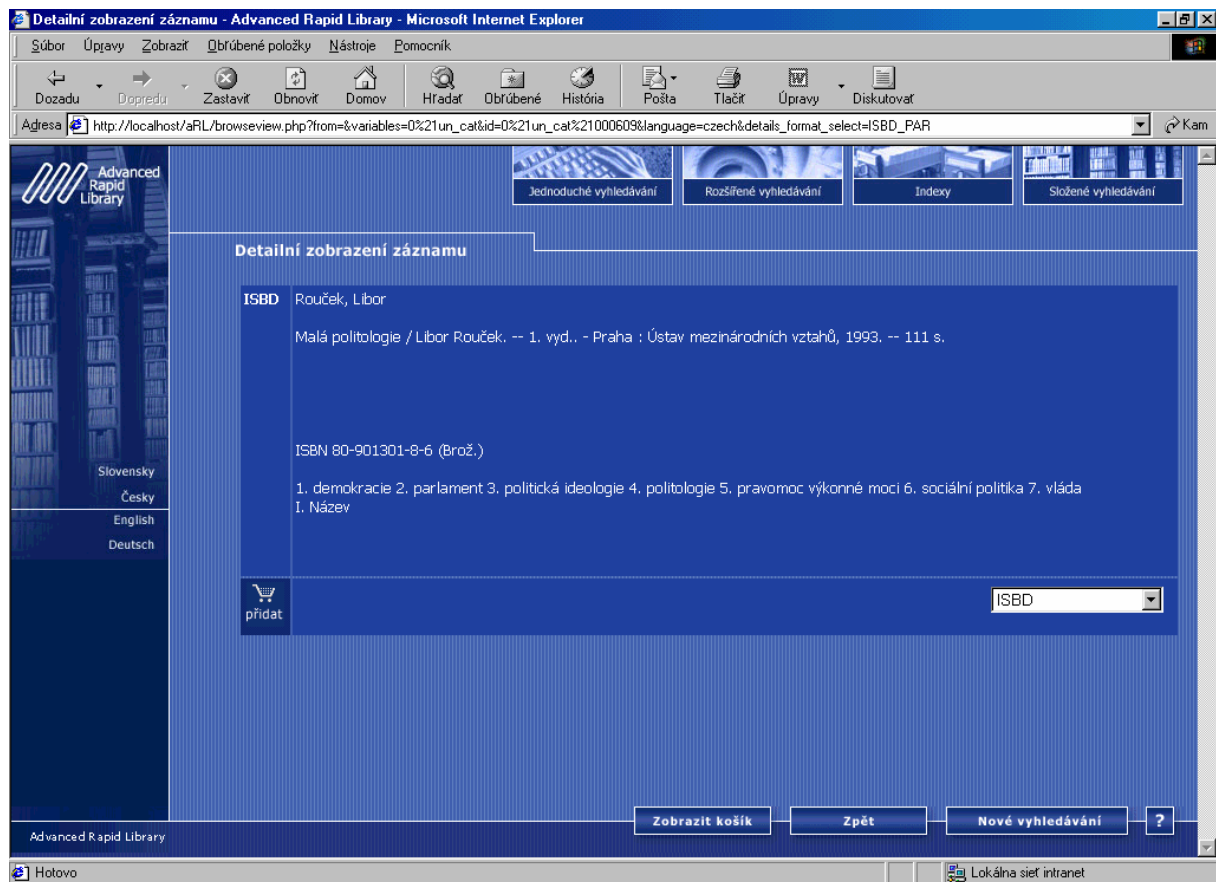 Detailní zobrazení záznamu - Advanced Rapid Library - Microsoft Internet Explorer
Súbor Úpravy Zobraziť Obľúbené položky Nástroje Pomocník
Dozadu Dopredu Zastaviť Obnoviť Domov Hľadať Obľúbené História Pošta Tlačiť Úpravy Diskutovať
Adresa http://localhost/aRL/browseview.php?from=&variables=0%21un_cat&id=0%21un_cat%21000609&language=czech&details_format_select=ISBD_PAR Kam
Advanced
Rapid
Library
Jednoduché vyhledávání Rozšířené vyhledávání Indexy Složené vyhledávání
Detailní zobrazení záznamu
ISBD Rouček, Libor
Malá politologie / Libor Rouček. -- 1. vyd.. - Praha : Ústav mezinárodních vztahů, 1993. -- 111 s.
ISBN 80-901301-8-6 (Brož.)
1. demokracie 2. parlament 3. politická ideologie 4. politologie 5. pravomoc výkonné moci 6. sociální politika 7. vláda
I. Název
Slovensky
Česky
English
Deutsch
přidat
ISBD
Zobrazit košík Zpět Nové vyhledávání ?
Advanced Rapid Library
Hotovo Lokálna sieť intranet